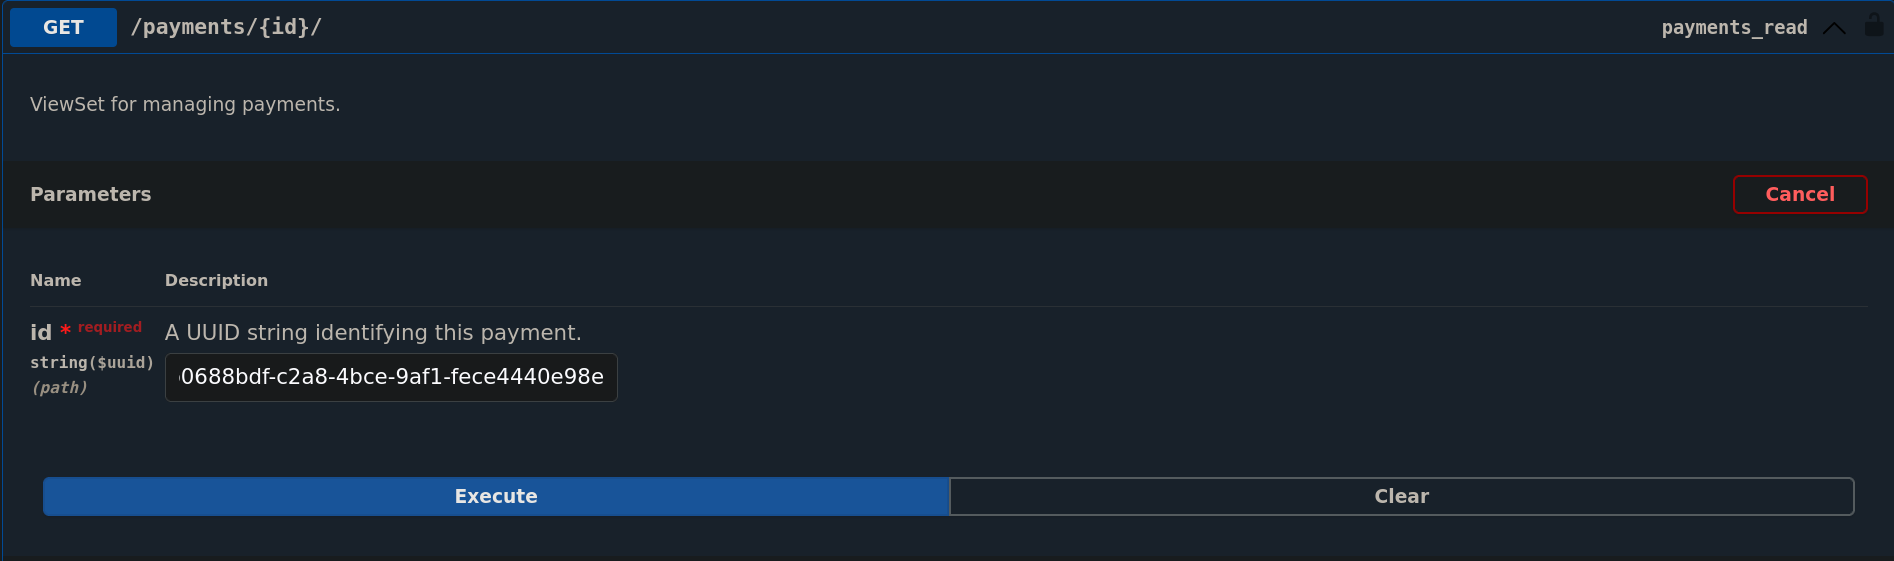 GET /payments/{id}/ payments_read
ViewSet for managing payments.
Parameters Cancel
Name Description
id * required A UUID string identifying this payment.
string($uuid)
(path)
0688bdf-c2a8-4bce-9af1-fece4440e98e
Execute Clear